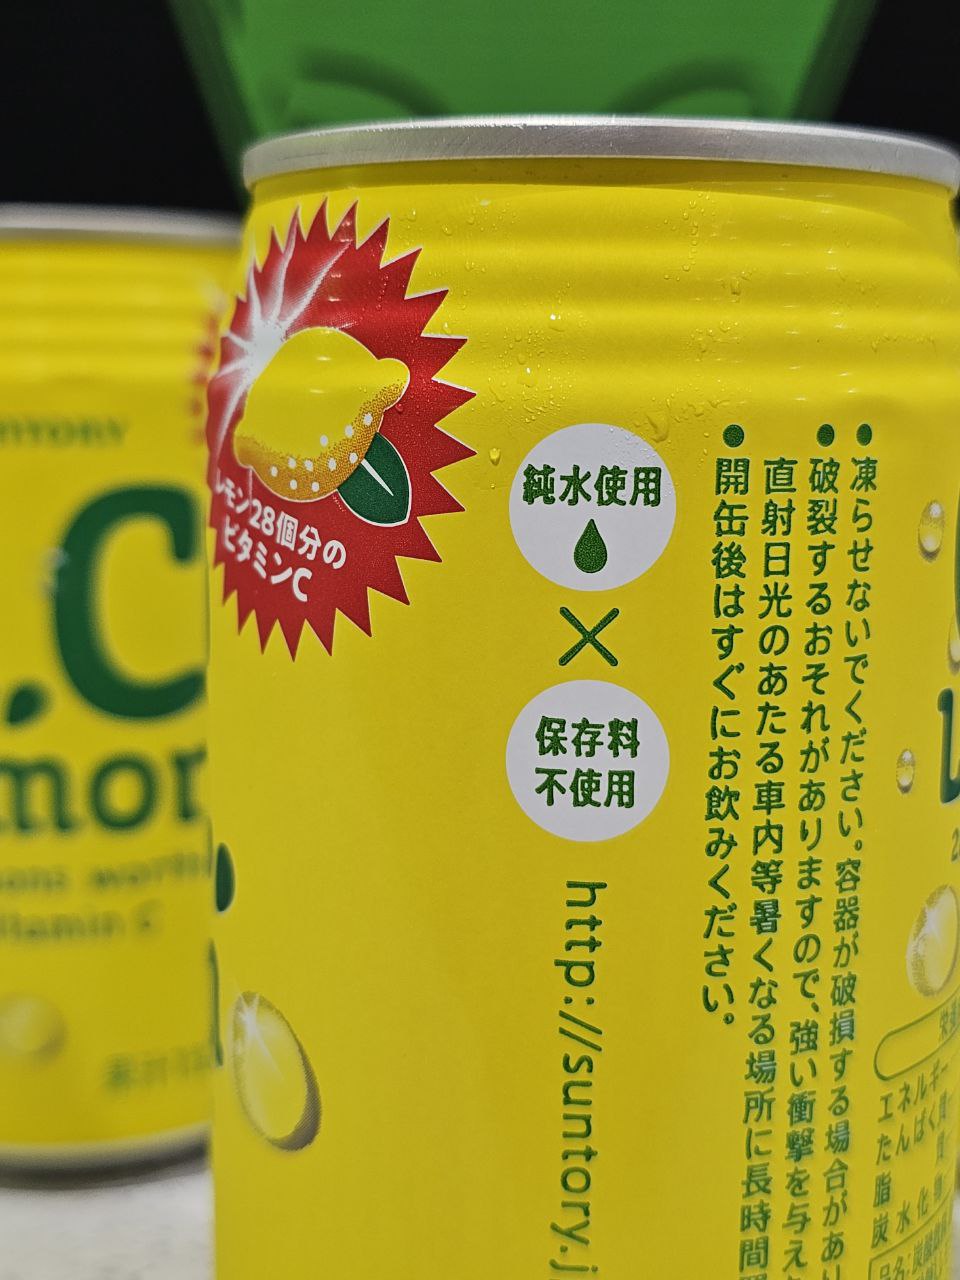 レモン28個分の
ビタミンC
純水使用
×
保存料
不使用
http://suntory.j
●凍らせないでください。容器が破損する場合があり
●破裂するおそれがありますので、強い衝撃を与え
直射日光のあたる車内等暑くなる場所に長時間
●開缶後はすぐにお飲みください。
エネルギー
たんぱく質
脂質
炭水化物
SUNTORY
.C
mon
vitamin C